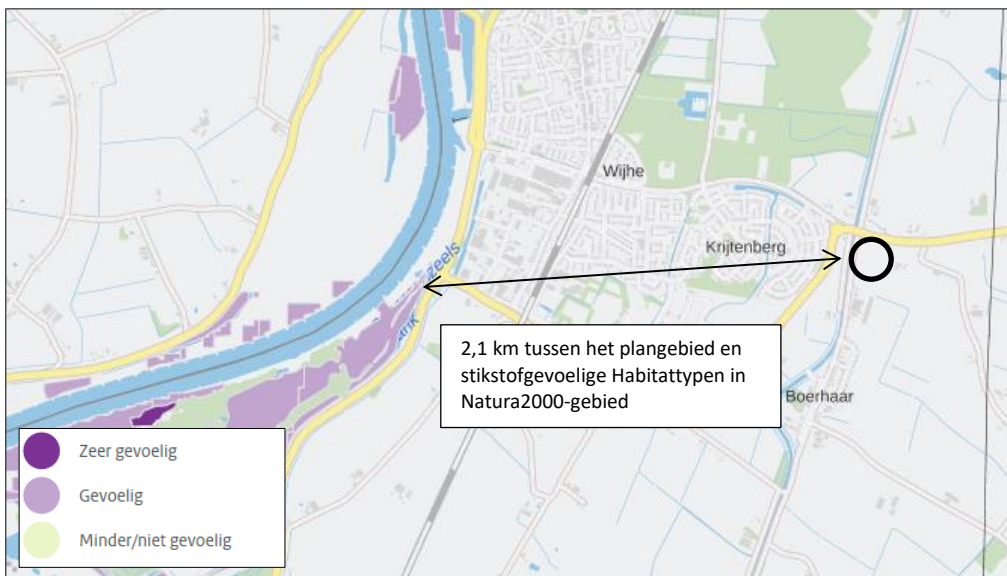 Wijhe
Krijtenberg
zeels
ank
2,1 km tussen het plangebied en
stikstofgevoelige Habitattypen in
Natura2000-gebied
Boerhaar
Zeer gevoelig
Gevoelig
Minder/niet gevoelig